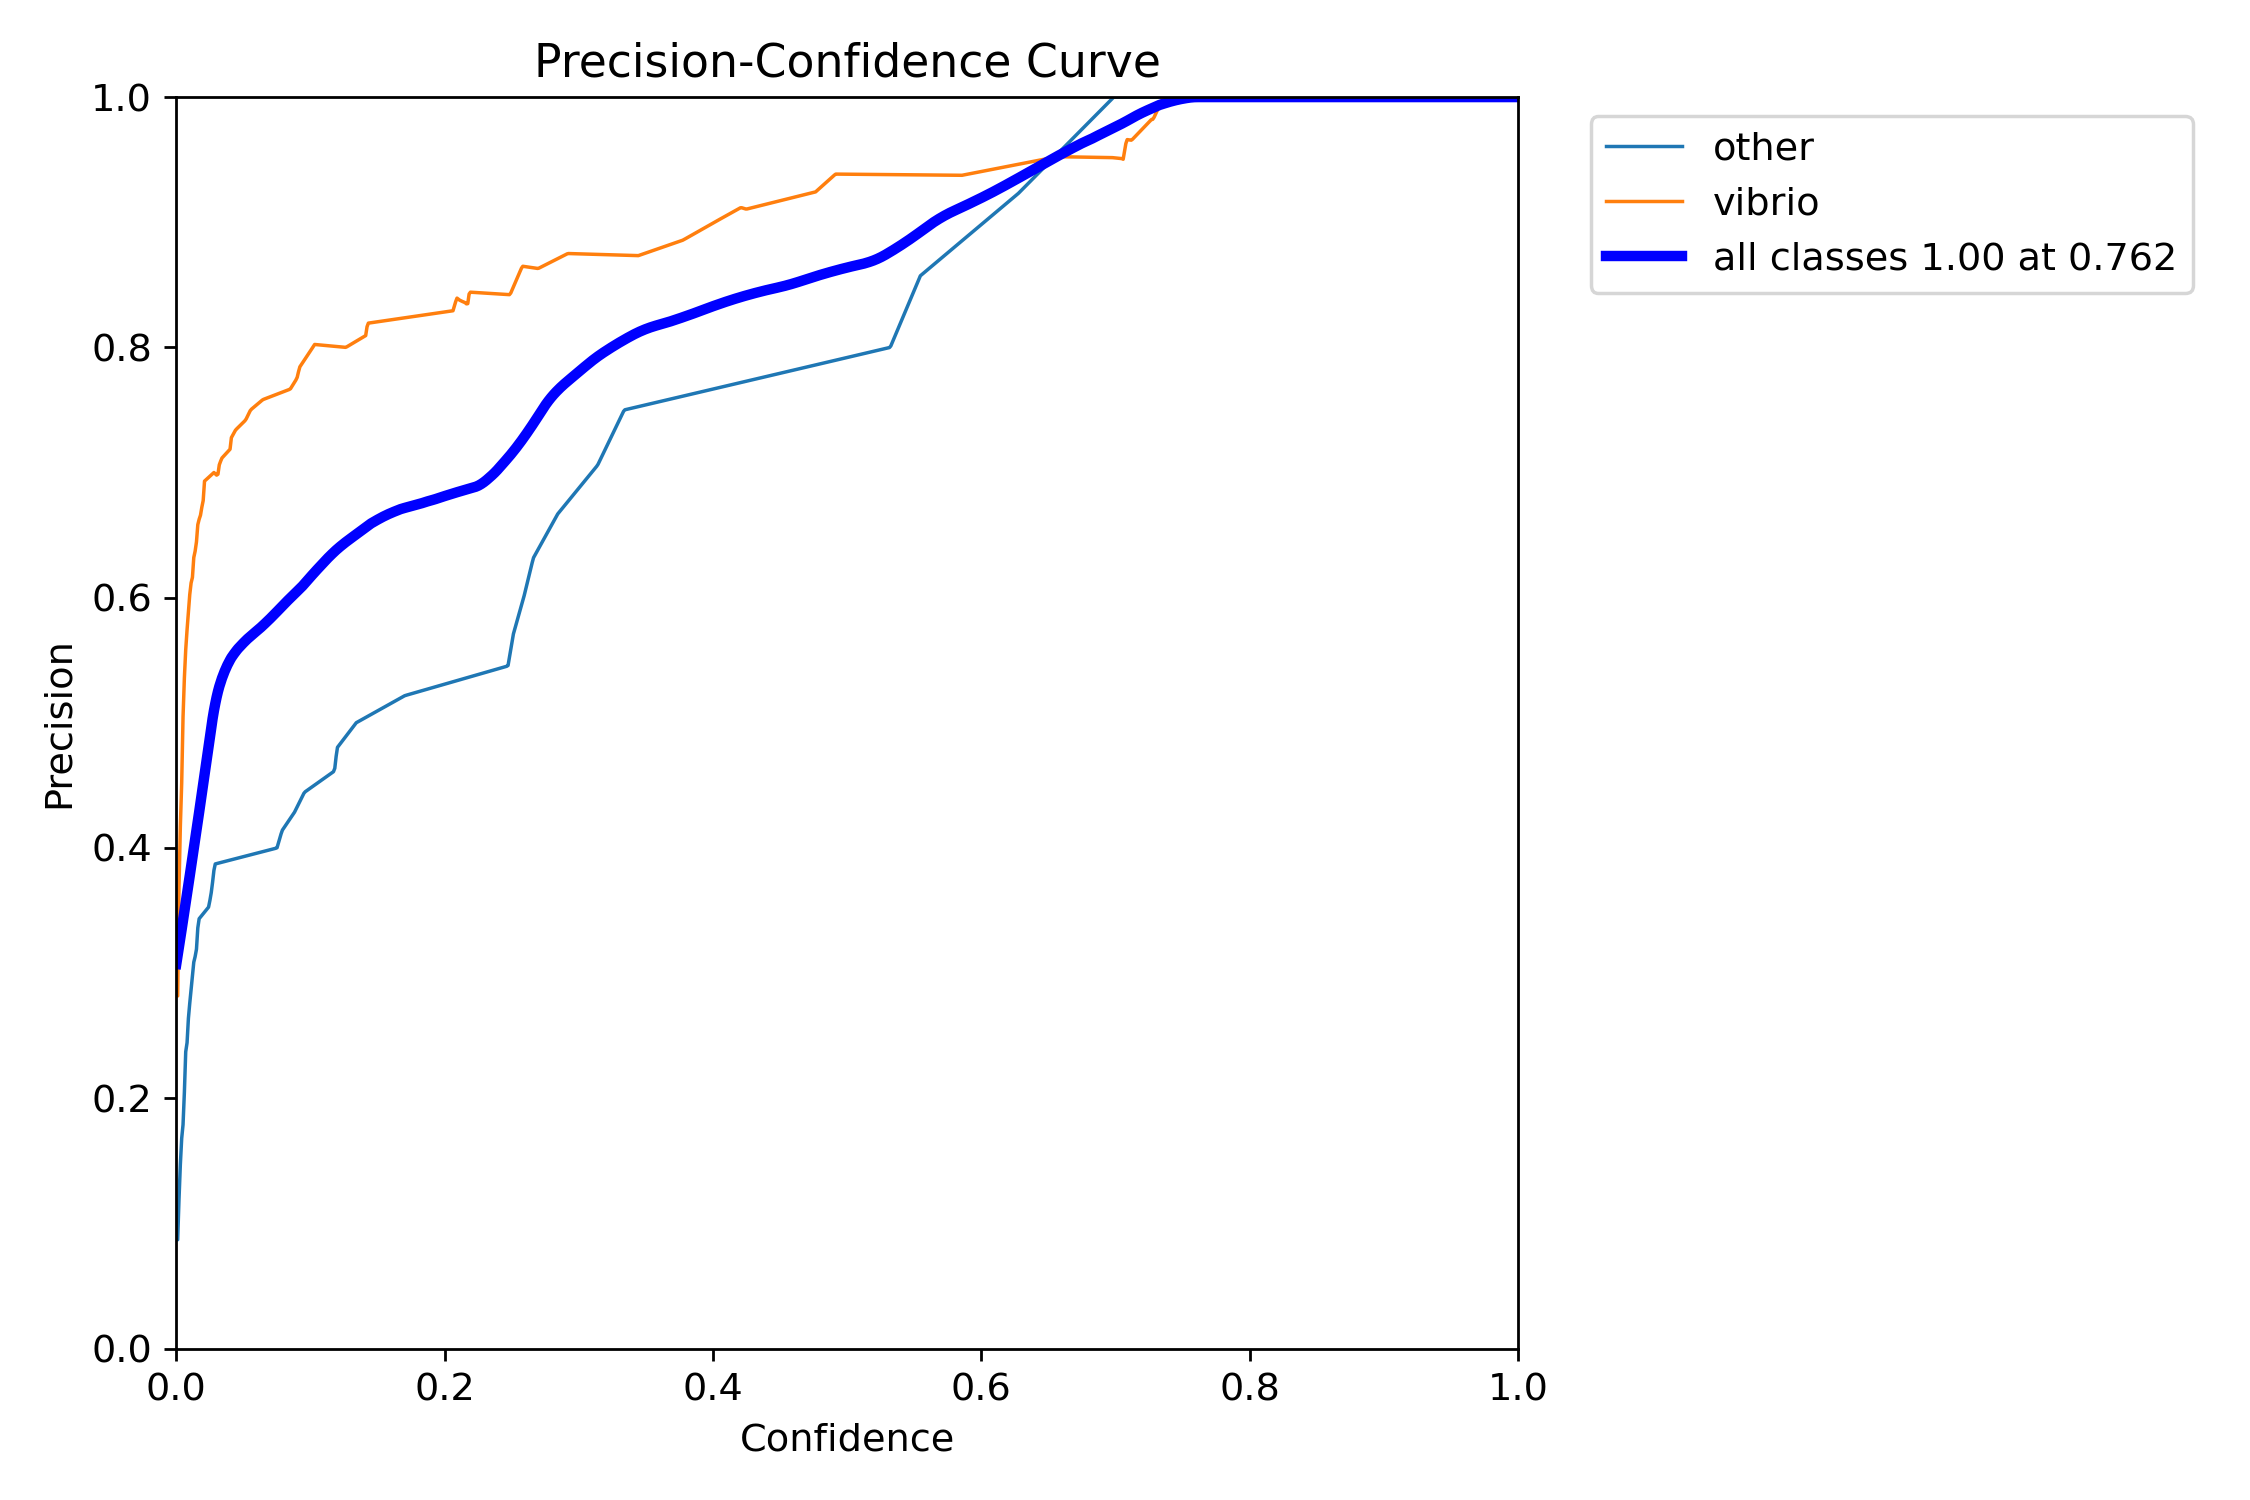 Precision-Confidence Curve
1.0
0.8
0.6
0.4
0.2
0.0
Precision
0.0 0.2 0.4 0.6 0.8 1.0
Confidence
other
vibrio
all classes 1.00 at 0.762